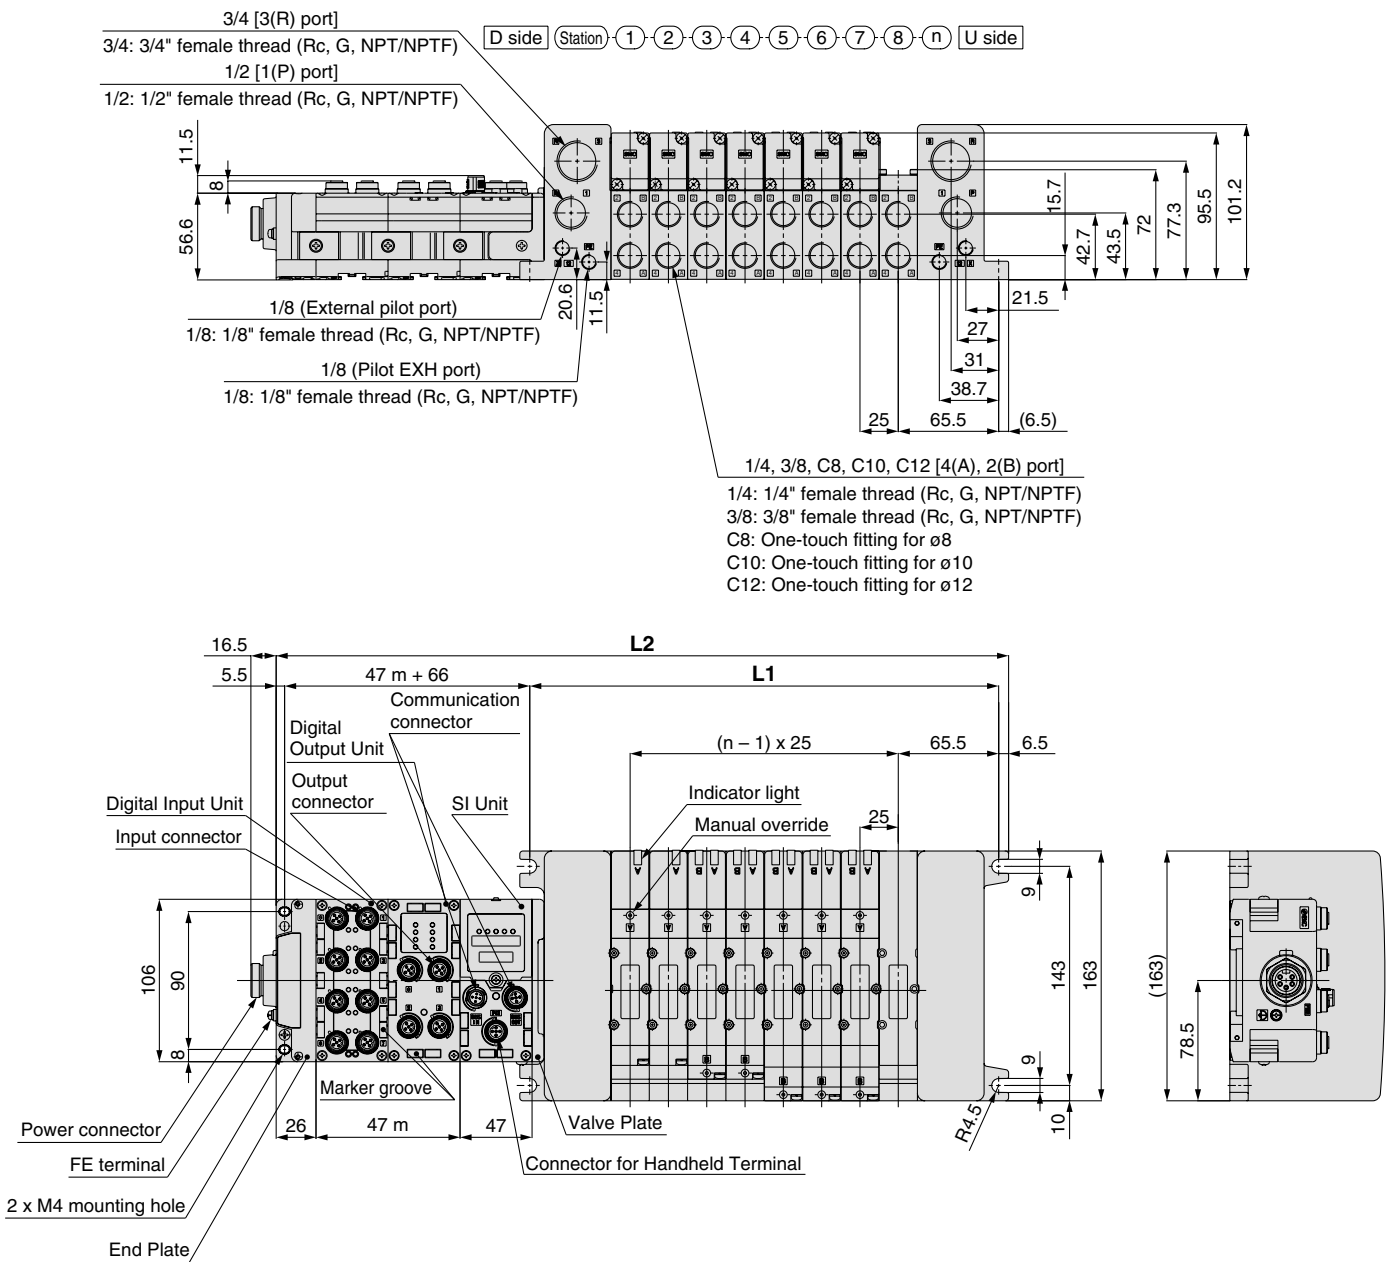 3/4 [3(R) port]
3/4: 3/4" female thread (Rc, G, NPT/NPTF)
1/2 [1(P) port]
1/2: 1/2" female thread (Rc, G, NPT/NPTF)
D side Station 1 2 3 4 5 6 7 8 n U side
11.5
8
56.6
15.7
42.7
43.5
72
77.3
95.5
101.2
20.6
11.5
21.5
27
31
38.7
25
65.5
(6.5)
1/8 (External pilot port)
1/8: 1/8" female thread (Rc, G, NPT/NPTF)
1/8 (Pilot EXH port)
1/8: 1/8" female thread (Rc, G, NPT/NPTF)
1/4, 3/8, C8, C10, C12 [4(A), 2(B) port]
1/4: 1/4" female thread (Rc, G, NPT/NPTF)
3/8: 3/8" female thread (Rc, G, NPT/NPTF)
C8: One-touch fitting for ø8
C10: One-touch fitting for ø10
C12: One-touch fitting for ø12
16.5
L2
5.5
47 m + 66
L1
Communication
connector
Digital
Output Unit
(n – 1) x 25
65.5
6.5
Output
connector
Digital Input Unit
SI Unit
Indicator light
25
Input connector
Manual override
A B A B A B A B A B A
9
106
90
8
143
163
(163)
78.5
9
10
R4.5
Marker groove
Power connector
26
47 m
47
Valve Plate
FE terminal
Connector for Handheld Terminal
2 x M4 mounting hole
End Plate